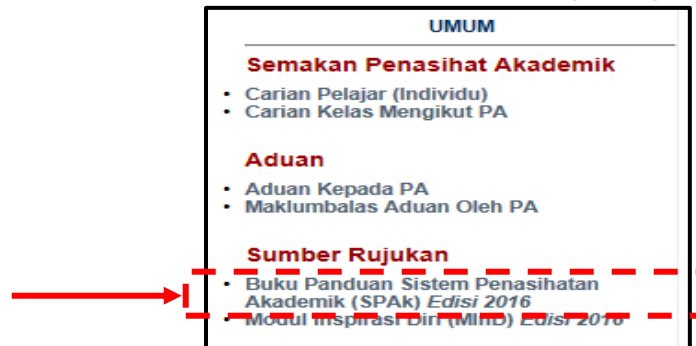 UMUM
Semakan Penasihat Akademik
• Carian Pelajar (Individu)
• Carian Kelas Mengikut PA
Aduan
• Aduan Kepada PA
• Maklumbalas Aduan Oleh PA
Sumber Rujukan
• Buku Panduan Sistem Penasihatan
Akademik (SPAk) Edisi 2016
• Modul Inspirasi Diri (MInD) Edisi 2016